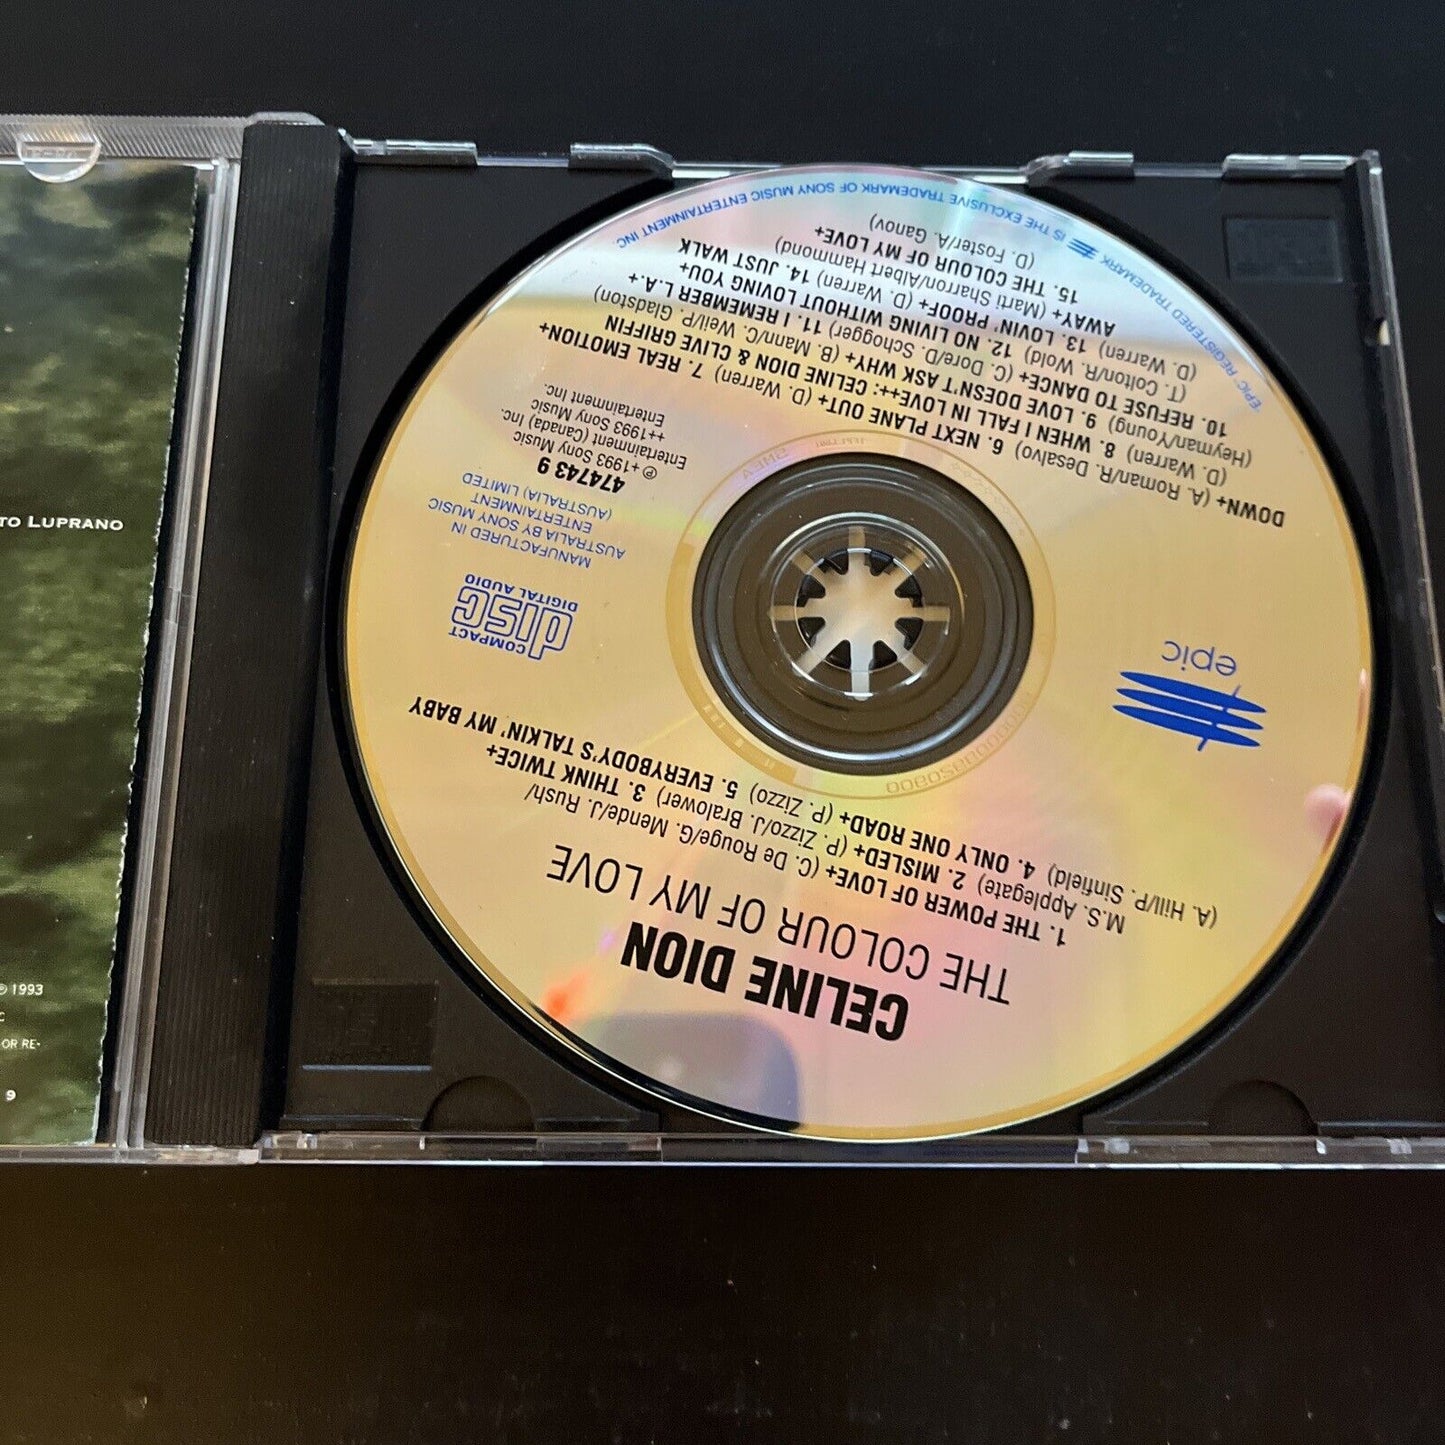 CELINE DION
THE COLOUR OF MY LOVE
1. THE POWER OF LOVE+ (C. De Rouge/G. Mende/J. Rush/
M.S. Applegate) 2. MISLED+ (P. Zizzo/J. Bralower) 3. THINK TWICE+
(A. Hill/P. Sinfield) 4. ONLY ONE ROAD+ (P. Zizzo) 5. EVERYBODY'S TALKIN' MY BABY
epic
COMPACT
disc
DIGITAL AUDIO
MANUFACTURED IN
AUSTRALIA BY SONY MUSIC
ENTERTAINMENT
(AUSTRALIA) LIMITED
474743 9
℗ +1993 Sony Music
Entertainment (Canada) Inc.
++1993 Sony Music
Entertainment Inc.
DOWN+ (A. Roman/R. Desalvo) 6. NEXT PLANE OUT+ (D. Warren) 7. REAL EMOTION+
(D. Warren) 8. WHEN I FALL IN LOVE+++: CELINE DION & CLIVE GRIFFIN
(Heyman/Young) 9. LOVE DOESN'T ASK WHY+ (B. Mann/C. Weil/P. Gladston)
10. REFUSE TO DANCE+ (C. Dore/D. Schogger) 11. I REMEMBER L.A.+
(T. Colton/R. Wold) 12. NO LIVING WITHOUT LOVING YOU+
(D. Warren) 13. LOVIN' PROOF+ (D. Warren) 14. JUST WALK
AWAY+ (Marti Sharron/Albert Hammond)
15. THE COLOUR OF MY LOVE+
(D. Foster/A. Ganov)
"EPIC" REGISTERED TRADEMARK IS THE EXCLUSIVE TRADEMARK OF SONY MUSIC ENTERTAINMENT INC.
TO LUPRANO
℗ 1993
C
OR RE-
9